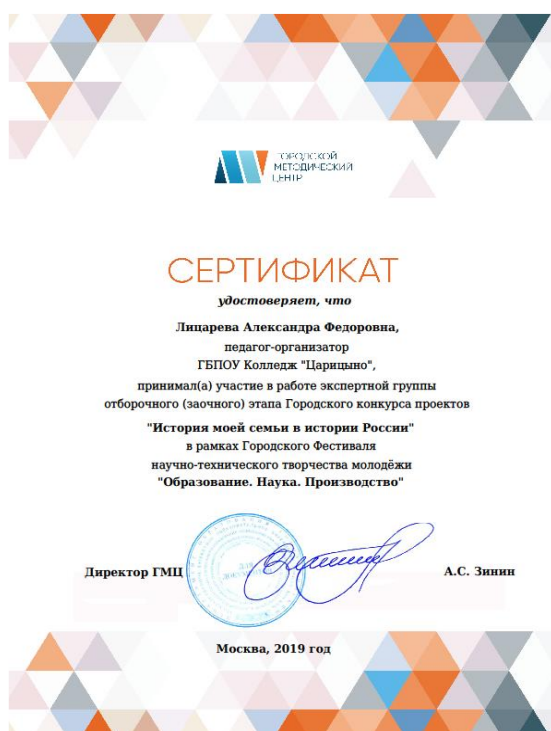 ГОРОДСКОЙ
МЕТОДИЧЕСКИЙ
ЦЕНТР
СЕРТИФИКАТ
удостоверяет, что
Лицарева Александра Федоровна,
педагог-организатор
ГБПОУ Колледж "Царицыно",
принимал(а) участие в работе экспертной группы
отборочного (заочного) этапа Городского конкурса проектов
"История моей семьи в истории России"
в рамках Городского Фестиваля
научно-технического творчества молодёжи
"Образование. Наука. Производство"
Директор ГМЦ
А.С. Зинин
Москва, 2019 год